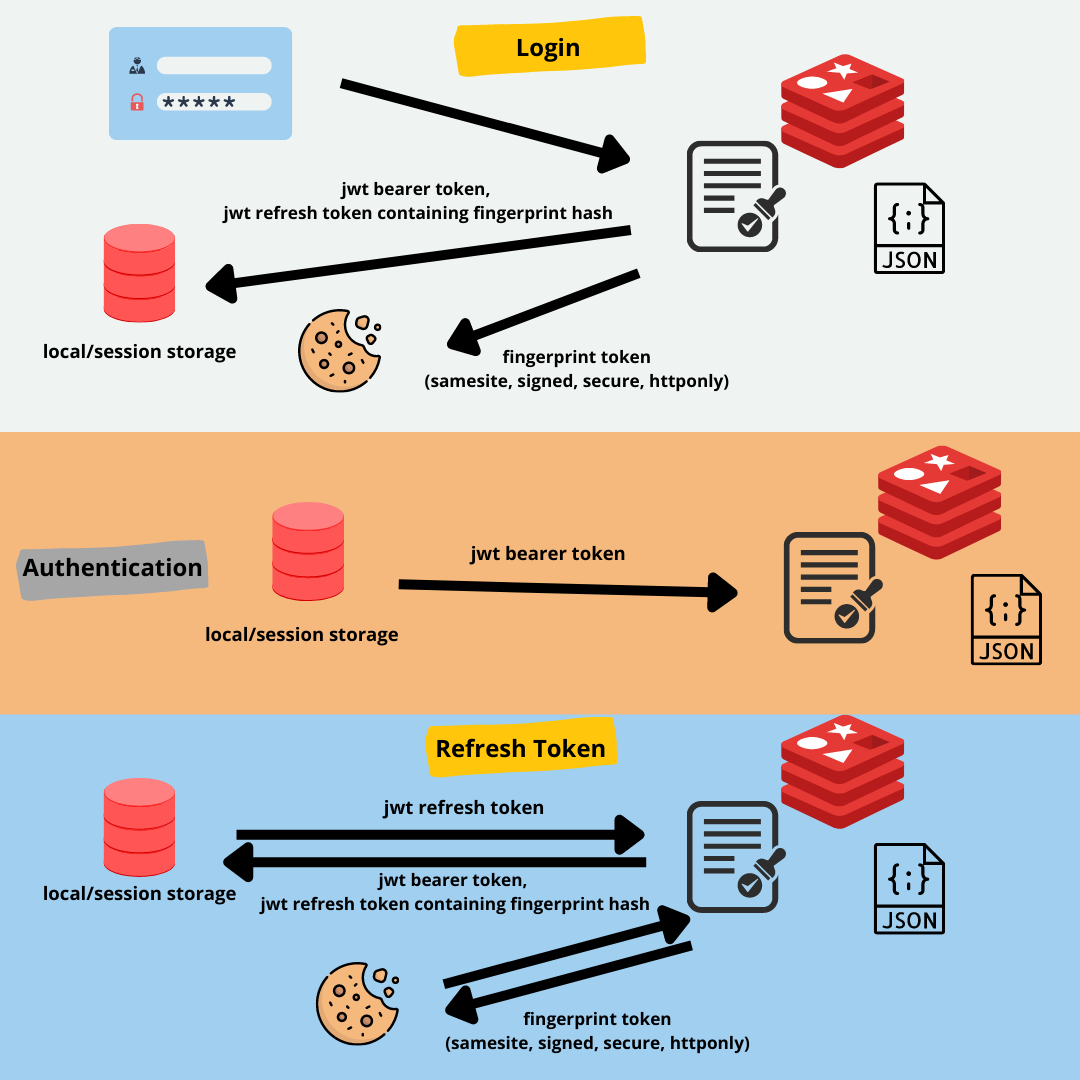 Login
*****
jwt bearer token,
jwt refresh token containing fingerprint hash
{;}
JSON
local/session storage
fingerprint token
(samesite, signed, secure, httponly)
Authentication
jwt bearer token
local/session storage
{;}
JSON
Refresh Token
jwt refresh token
local/session storage
jwt bearer token,
jwt refresh token containing fingerprint hash
{;}
JSON
fingerprint token
(samesite, signed, secure, httponly)